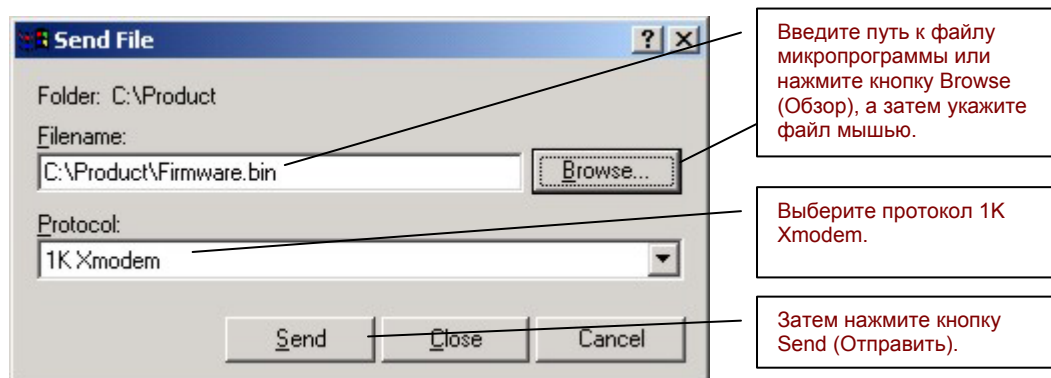 Send File
Folder: C:\Product
Filename:
C:\Product\Firmware.bin
Browse...
Protocol:
1K Xmodem
Send
Close
Cancel
Введите путь к файлу
микропрограммы или
нажмите кнопку Browse
(Обзор), а затем укажите
файл мышью.
Выберите протокол 1K
Xmodem.
Затем нажмите кнопку
Send (Отправить).